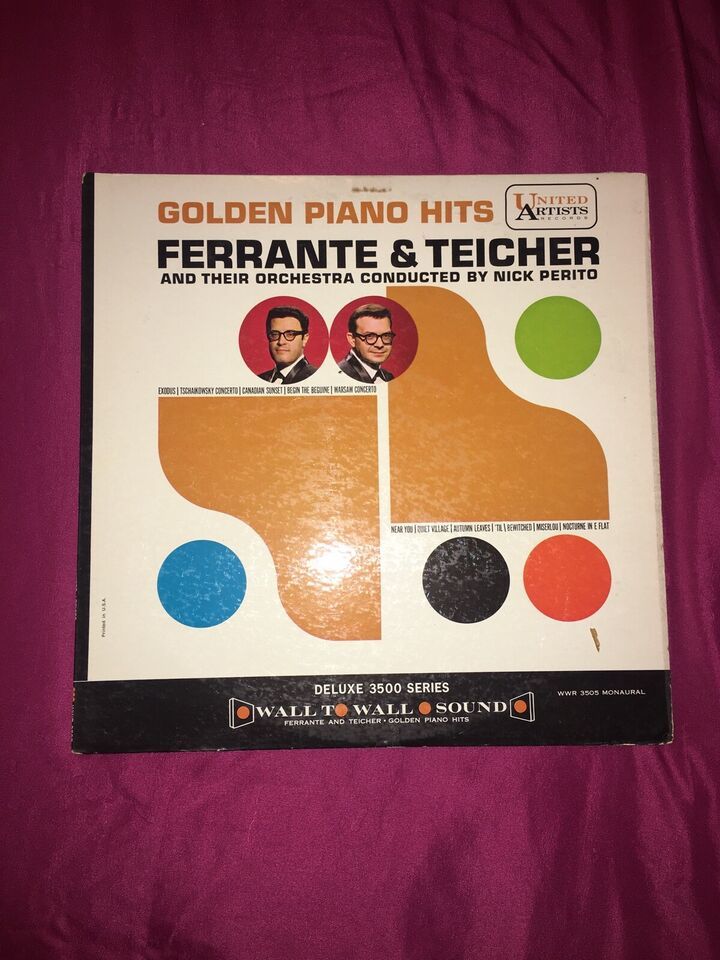 GOLDEN PIANO HITS
UNITED
ARTISTS
RECORDS
FERRANTE & TEICHER
AND THEIR ORCHESTRA CONDUCTED BY NICK PERITO
EXODUS | TSCHAIKOWSKY CONCERTO | CANADIAN SUNSET | BEGIN THE BEGUINE | WARSAW CONCERTO
NEAR YOU | QUIET VILLAGE | AUTUMN LEAVES | 'TIL | BEWITCHED | MISERLOU | NOCTURNE IN E FLAT
Printed in U.S.A.
DELUXE 3500 SERIES
WWR 3505 MONAURAL
WALL TO WALL SOUND
FERRANTE AND TEICHER • GOLDEN PIANO HITS